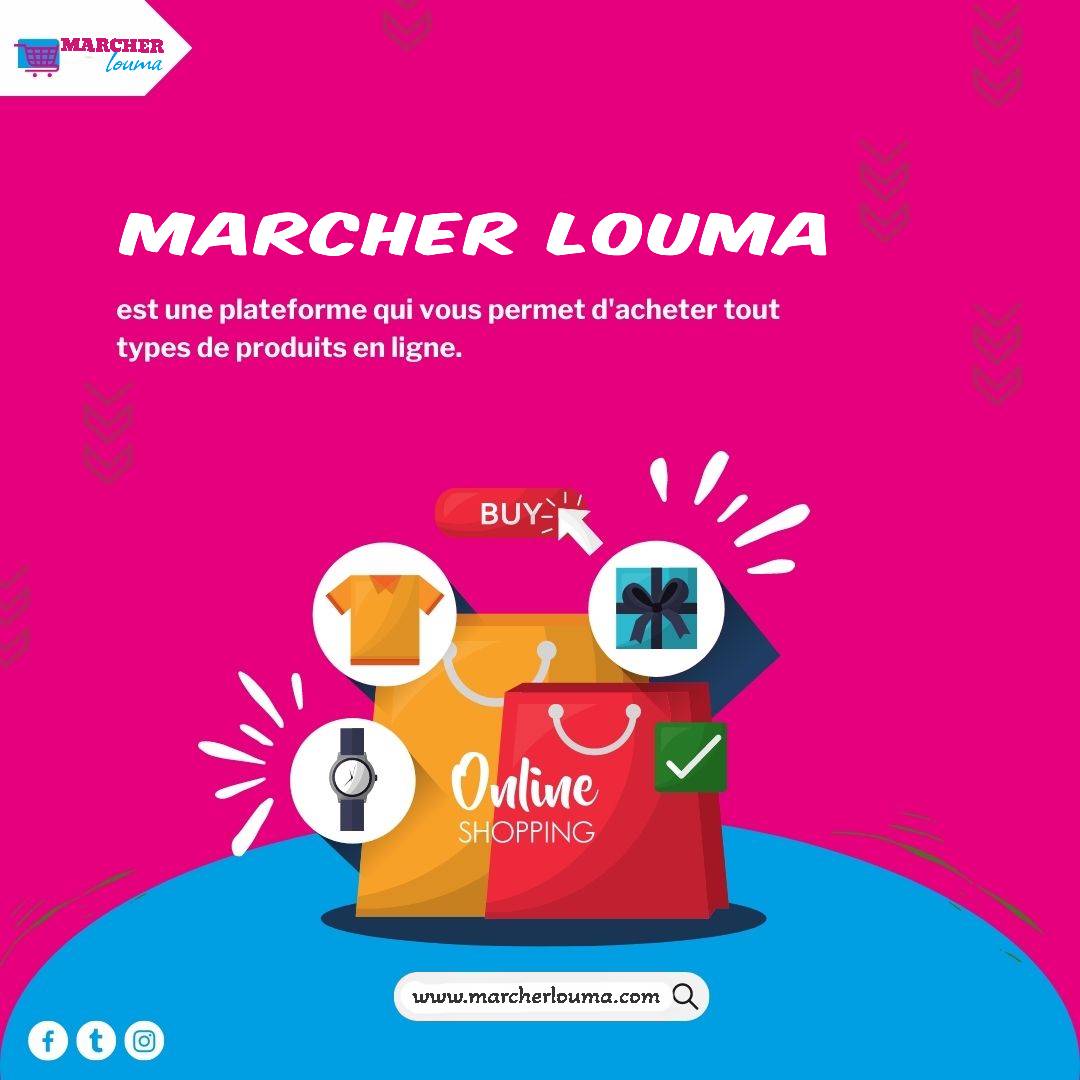 MARCHER
louma
MARCHER LOUMA
est une plateforme qui vous permet d'acheter tout
types de produits en ligne.
BUY
Online
SHOPPING
www.marcherlouma.com